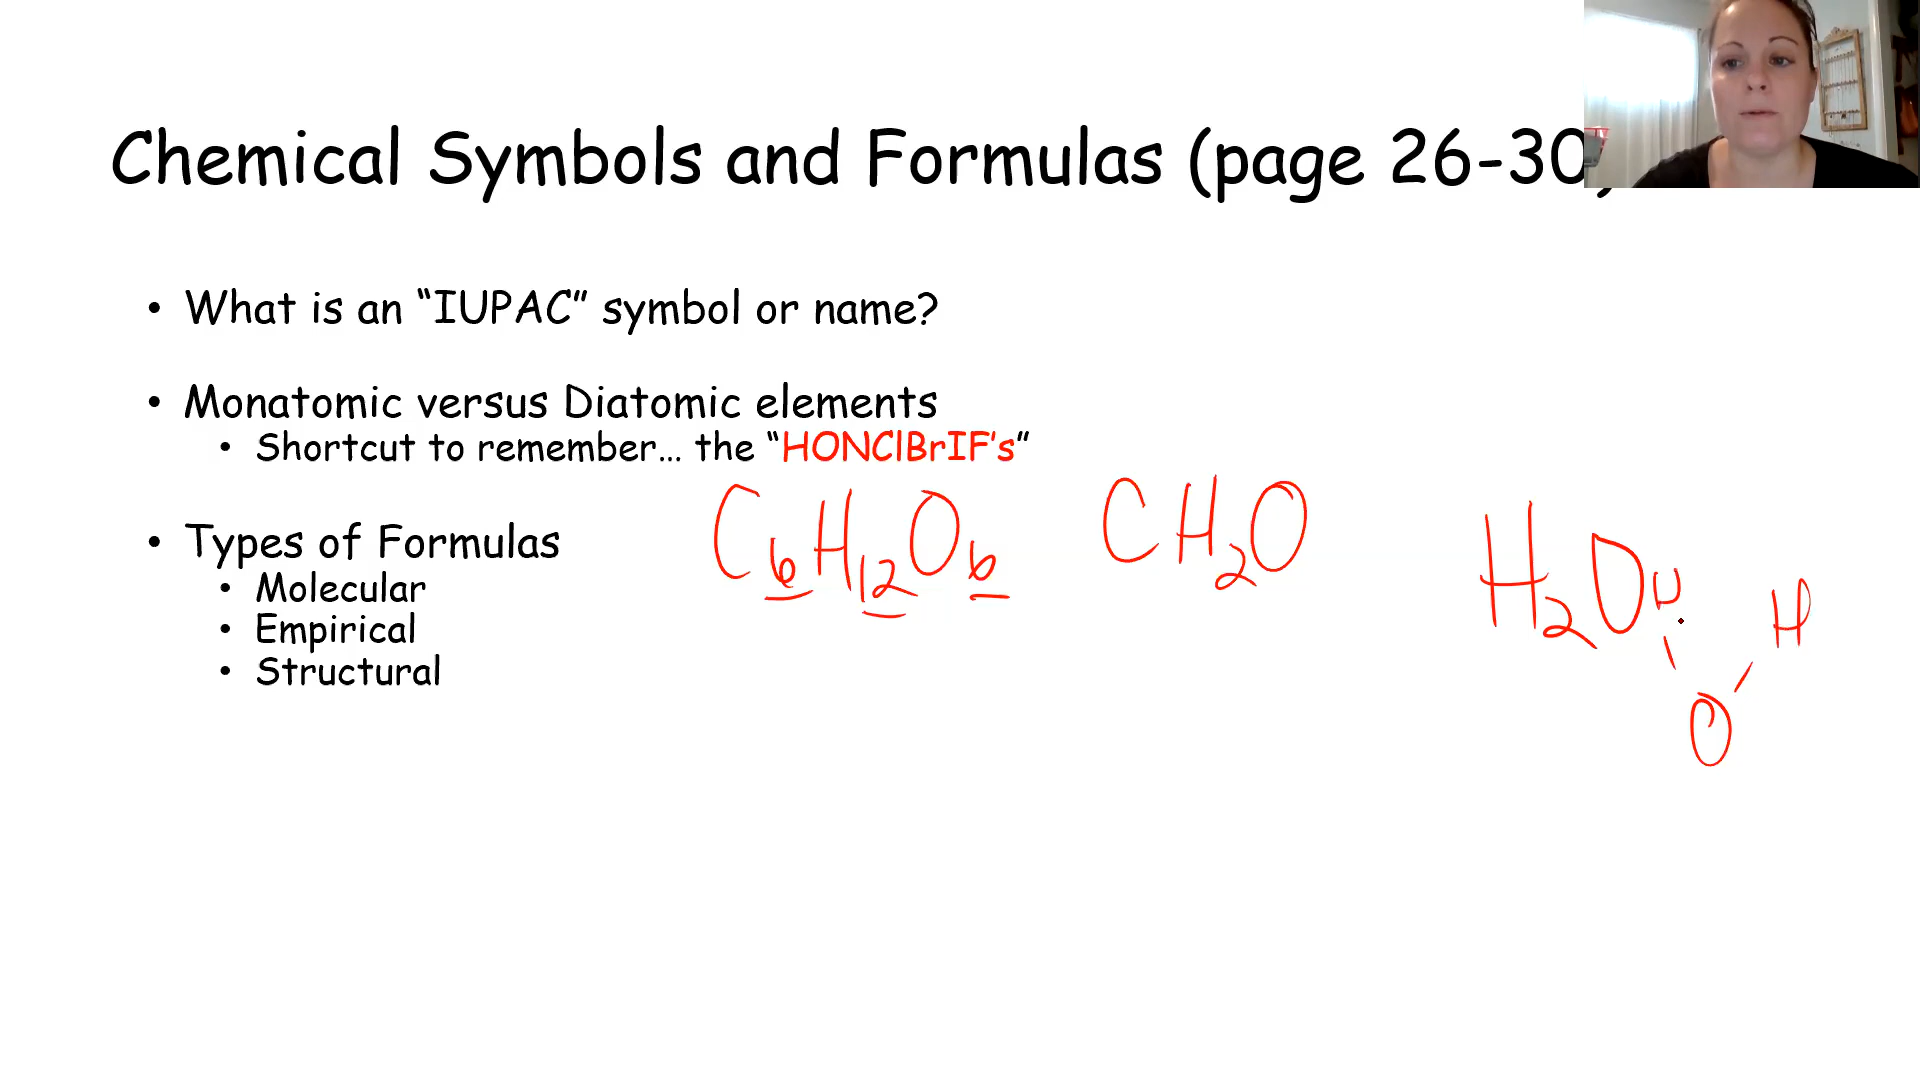 Chemical Symbols and Formulas (page 26-30)
• What is an “IUPAC” symbol or name?
• Monatomic versus Diatomic elements
• Shortcut to remember… the “HONClBrIF’s”
• Types of Formulas
C6H12O6 CH2O
• Molecular
• Empirical
• Structural
H2O
H
O